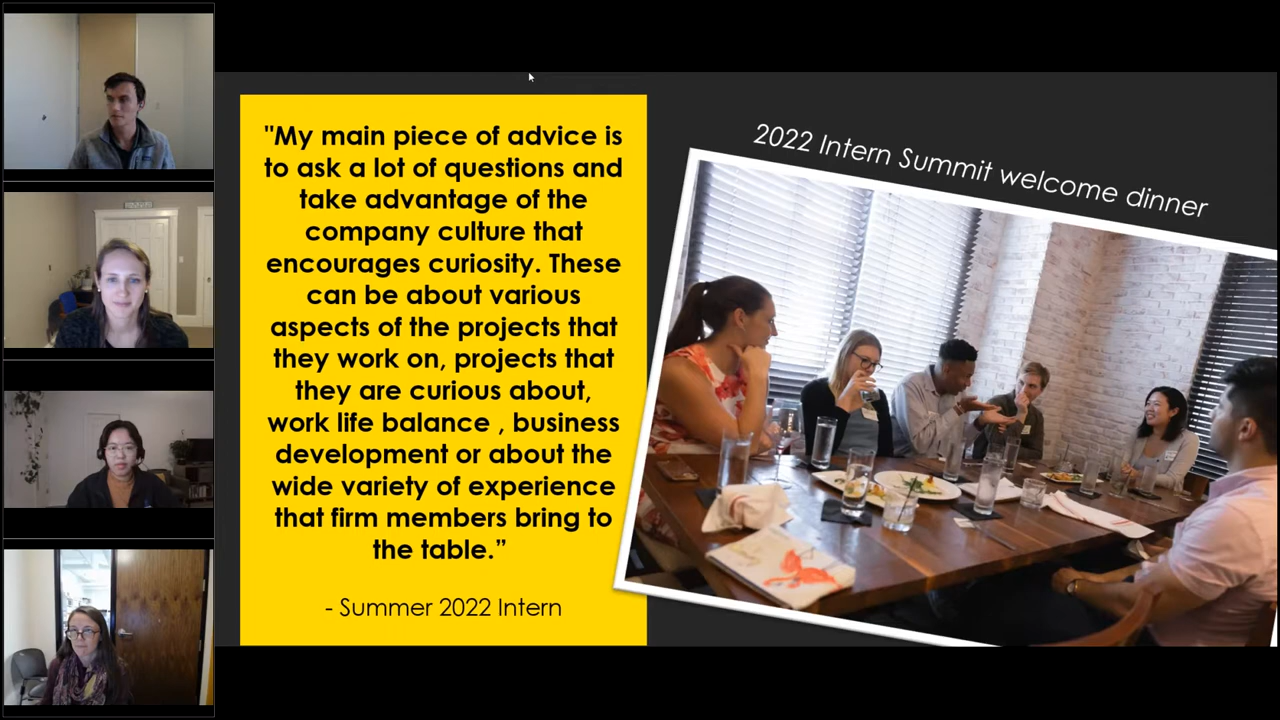 "My main piece of advice is
to ask a lot of questions and
take advantage of the
company culture that
encourages curiosity. These
can be about various
aspects of the projects that
they work on, projects that
they are curious about,
work life balance , business
development or about the
wide variety of experience
that firm members bring to
the table.”
- Summer 2022 Intern
2022 Intern Summit welcome dinner